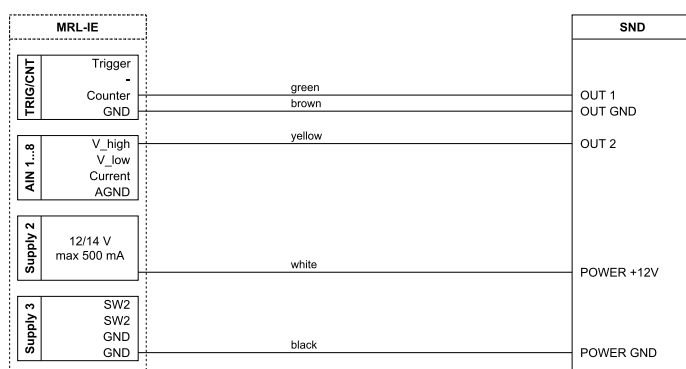 MRL-IE
SND
TRIG/CNT
Trigger
-
Counter
GND
green
brown
OUT 1
OUT GND
AIN 1...8
V_high
V_low
Current
AGND
yellow
OUT 2
Supply 2
12/14 V
max 500 mA
white
POWER +12V
Supply 3
SW2
SW2
GND
GND
black
POWER GND